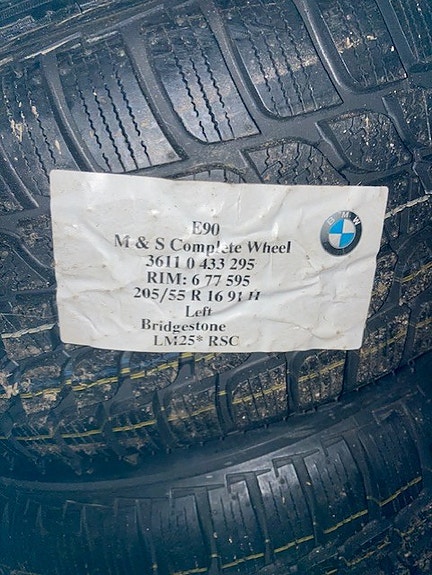 E90
M & S Complete Wheel
3611 0 433 295
RIM: 6 77 595
205/55 R 16 91 H
Left
Bridgestone
LM25* RSC
BMW